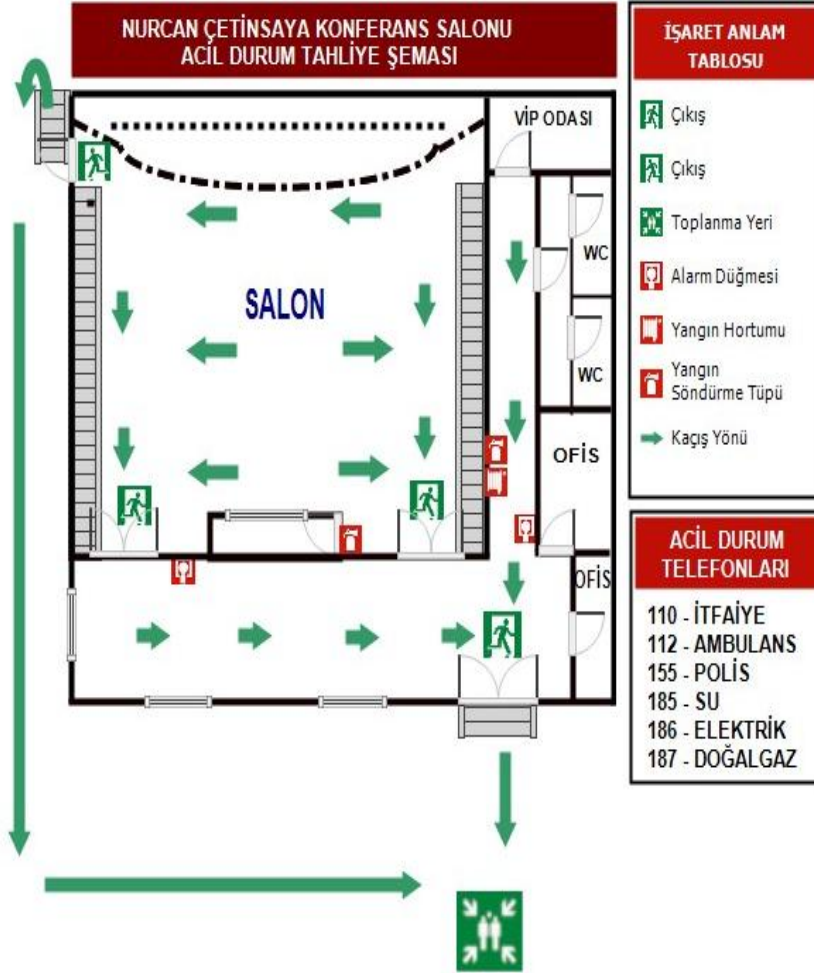 NURCAN ÇETİNSAYA KONFERANS SALONU
ACİL DURUM TAHLİYE ŞEMASI
VİP ODASI
WC
SALON
WC
OFİS
OFİS
İŞARET ANLAM
TABLOSU
Çıkış
Çıkış
Toplanma Yeri
Alarm Düğmesi
Yangın Hortumu
Yangın
Söndürme Tüpü
Kaçış Yönü
ACİL DURUM
TELEFONLARI
110 - İTFAİYE
112 - AMBULANS
155 - POLİS
185 - SU
186 - ELEKTRİK
187 - DOĞALGAZ